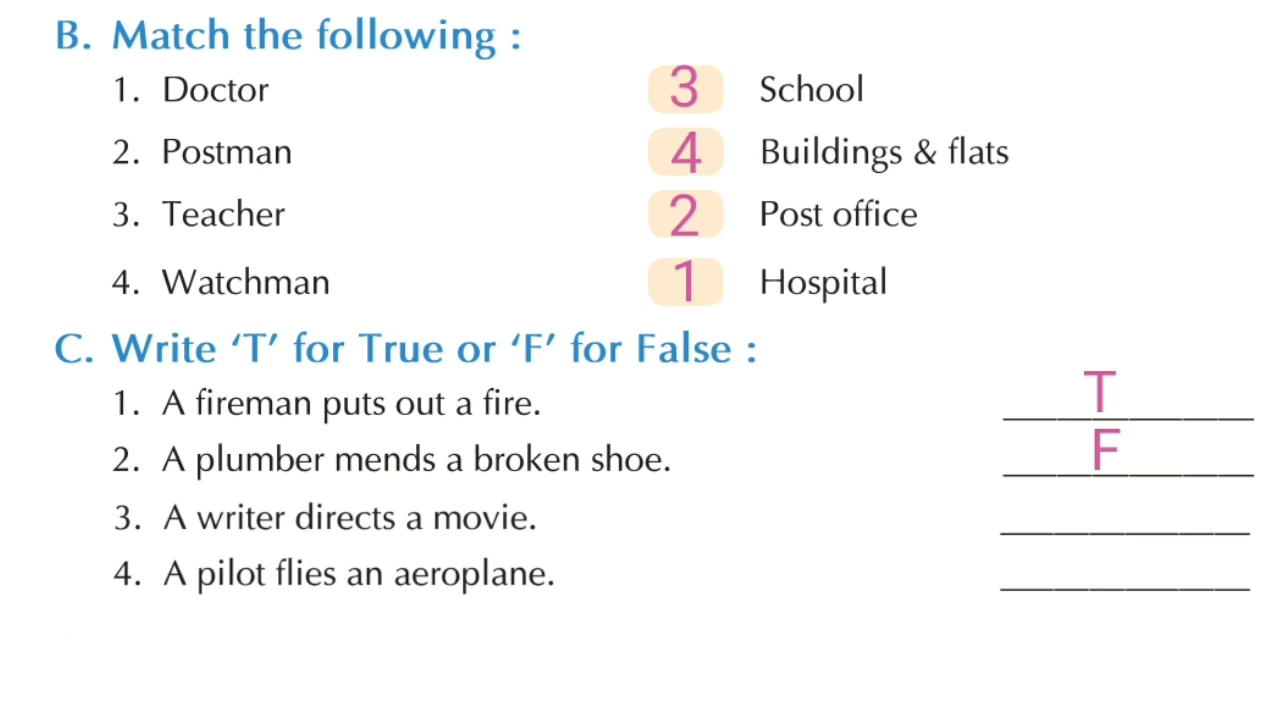 B. Match the following :
1. Doctor 3 School
2. Postman 4 Buildings & flats
3. Teacher 2 Post office
4. Watchman 1 Hospital
C. Write ‘T’ for True or ‘F’ for False :
1. A fireman puts out a fire. T
2. A plumber mends a broken shoe. F
3. A writer directs a movie.
4. A pilot flies an aeroplane.